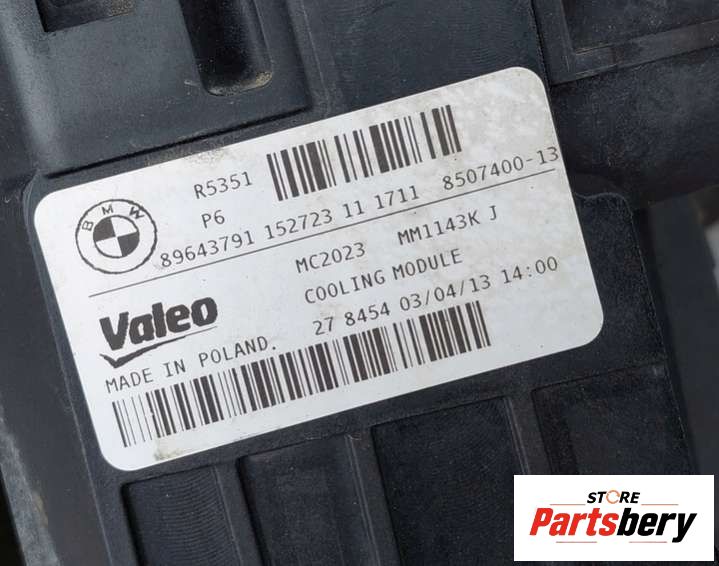 R5351
BMW
P6
89643791 152723 11 1711 8507400-13
MC2023 MM1143K J
Valeo
COOLING MODULE
MADE IN POLAND.
27 8454 03/04/13 14:00
STORE
Partsbery